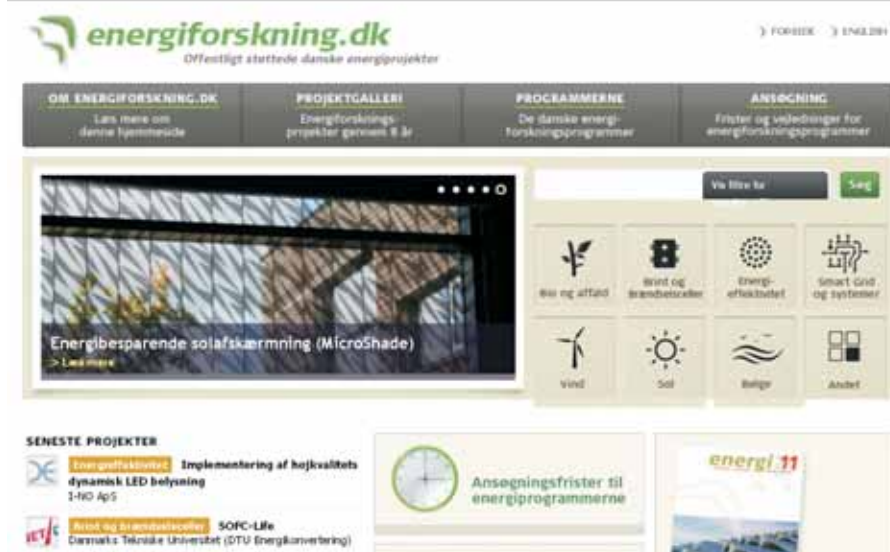 energiforskning.dk
Offentligt støttede danske energiprojekter
FORSIDE
ENGLISH
OM ENERGIFORSKNING.DK
Læs mere om
denne hjemmeside
PROJEKTGALLERI
Energiforsknings-
projekter gennem 8 år
PROGRAMMERNE
De danske energi-
forskningsprogrammer
ANSØGNING
Frister og vejledninger for
energiforskningsprogrammer
Vis filtre for
Søg
Energibesparende solafskærmning (MicroShade)
> Læs mere
Bio og affald
Brint og
brændselsceller
Energi-
effektivitet
Smart Grid
og systemer
Vind
Sol
Bølge
Andet
SENESTE PROJEKTER
Energieffektivitet Implementering af højkvalitets
dynamisk LED belysning
I-NO ApS
Brint og brændselsceller SOFC-Life
Danmarks Tekniske Universitet (DTU Energikonvertering)
Ansøgningsfrister til
energiprogrammerne
energi 11